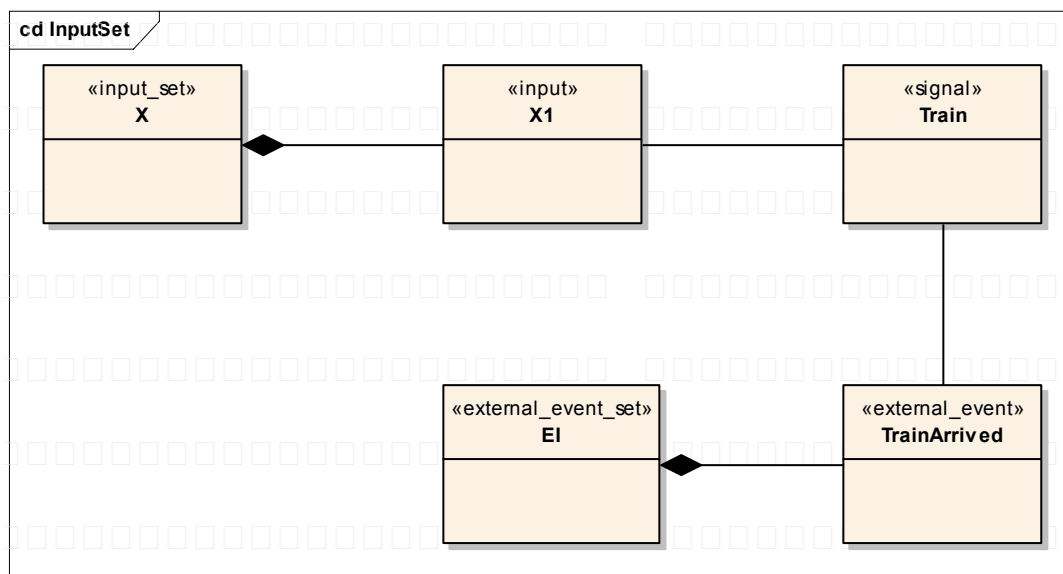 cd InputSet
«input_set»
X
«input»
X1
«signal»
Train
«external_event_set»
EI
«external_event»
TrainArrived